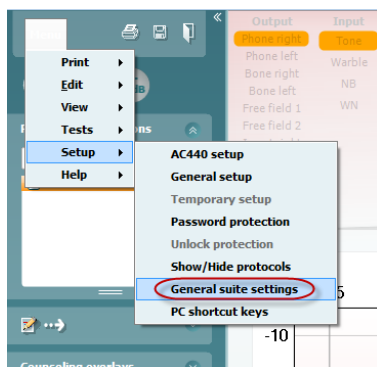 «
Output Input
Phone right Tone
Phone left Warble
Bone right NB
Bone left WN
Free field 1
Free field 2
Print
Edit
View
Tests
Setup
Help
AC440 setup
General setup
Temporary setup
Password protection
Unlock protection
Show/Hide protocols
General suite settings
PC shortcut keys
5
-10
Counseling overlays